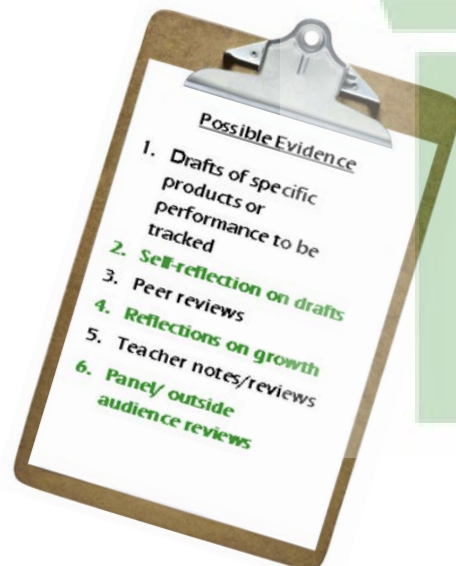 Possible Evidence
1. Drafts of specific
products or
performance to be
tracked
2. Self-reflection on drafts
3. Peer reviews
4. Reflections on growth
5. Teacher notes/reviews
6. Panel/ outside
audience reviews